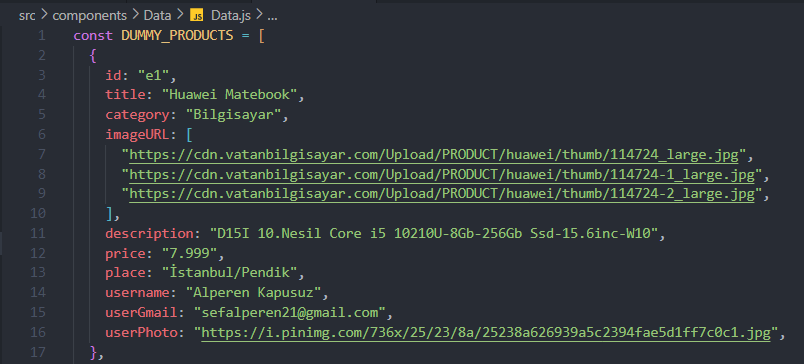 src > components > Data > JS Data.js > ...
1 const DUMMY_PRODUCTS = [
2 {
3 id: "e1",
4 title: "Huawei Matebook",
5 category: "Bilgisayar",
6 imageURL: [
7 "https://cdn.vatanbilgisayar.com/Upload/PRODUCT/huawei/thumb/114724_large.jpg",
8 "https://cdn.vatanbilgisayar.com/Upload/PRODUCT/huawei/thumb/114724-1_large.jpg",
9 "https://cdn.vatanbilgisayar.com/Upload/PRODUCT/huawei/thumb/114724-2_large.jpg",
10 ],
11 description: "D15I 10.Nesil Core i5 10210U-8Gb-256Gb Ssd-15.6inc-W10",
12 price: "7.999",
13 place: "İstanbul/Pendik",
14 username: "Alperen Kapusuz",
15 userGmail: "sefalperen21@gmail.com",
16 userPhoto: "https://i.pinimg.com/736x/25/23/8a/25238a626939a5c2394fae5d1ff7c0c1.jpg",
17 },